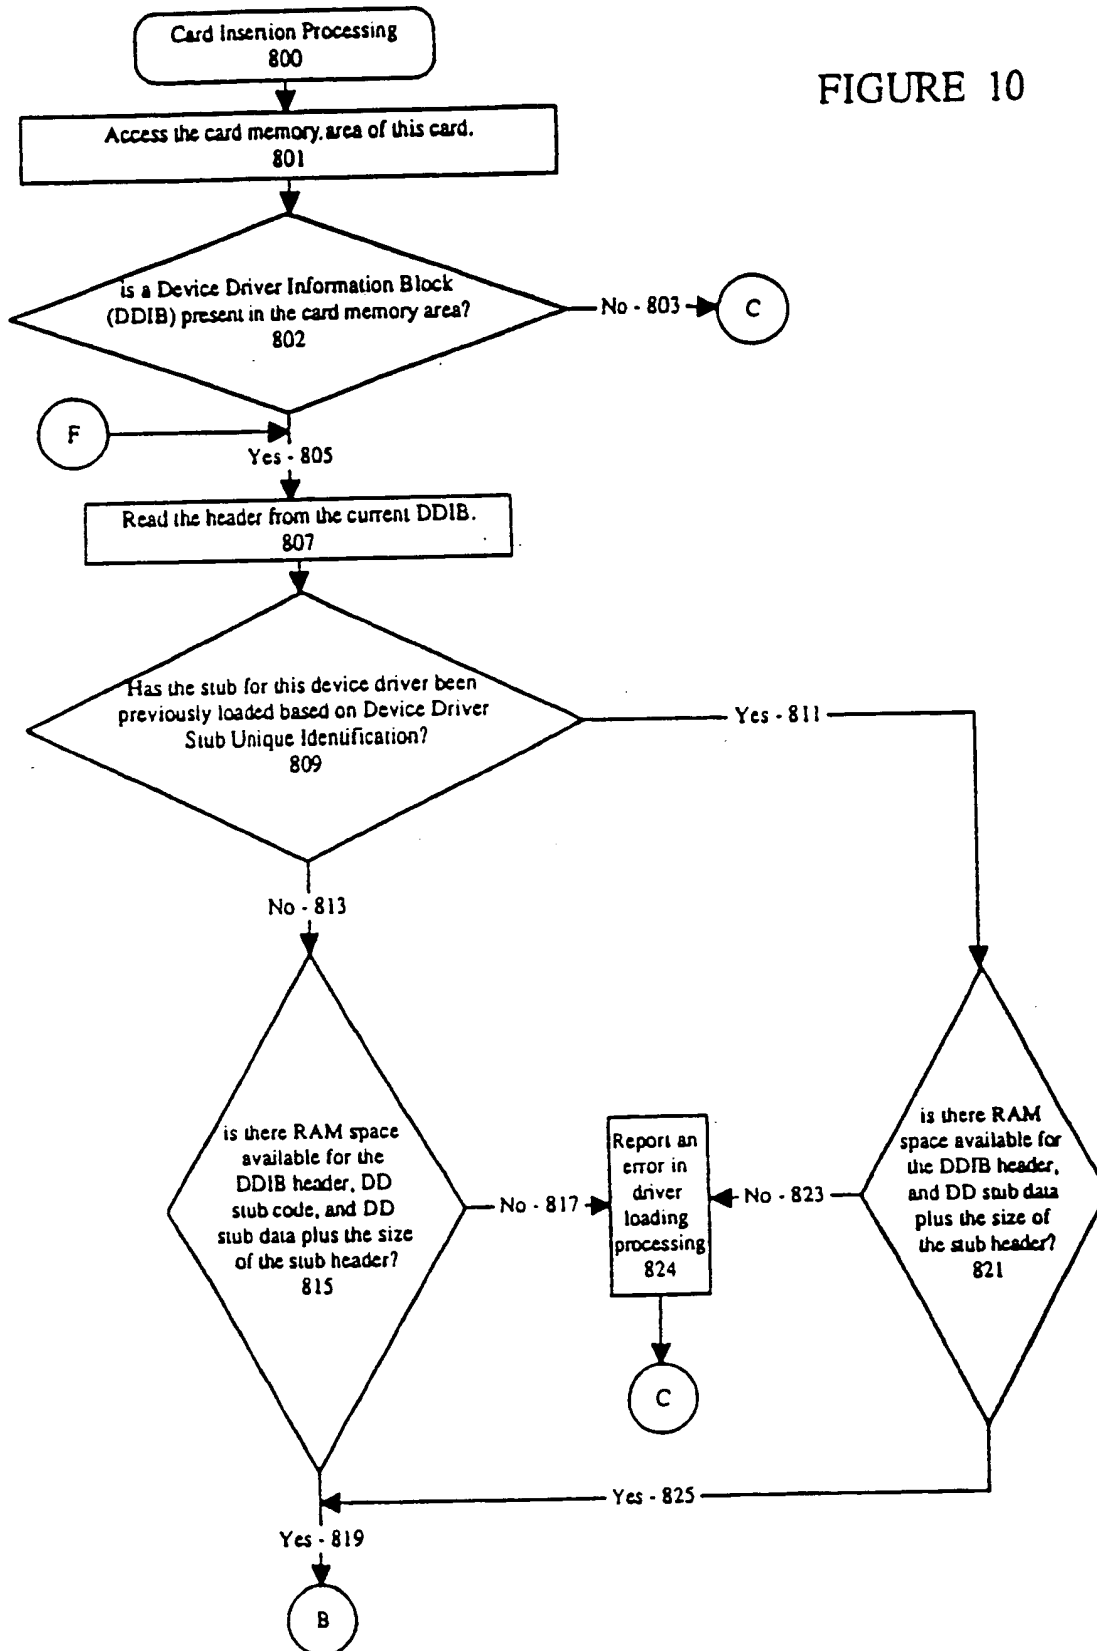 FIGURE 10
Card Insertion Processing
800
Access the card memory area of this card.
801
is a Device Driver Information Block
(DDIB) present in the card memory area?
802
No - 803
C
F
Yes - 805
Read the header from the current DDIB.
807
Has the stub for this device driver been
previously loaded based on Device Driver
Stub Unique Identification?
809
Yes - 811
No - 813
is there RAM space
available for the
DDIB header, DD
stub code, and DD
stub data plus the size
of the stub header?
815
No - 817
Report an
error in
driver
loading
processing
824
No - 823
is there RAM
space available for
the DDIB header,
and DD stub data
plus the size of
the stub header?
821
C
Yes - 825
Yes - 819
B